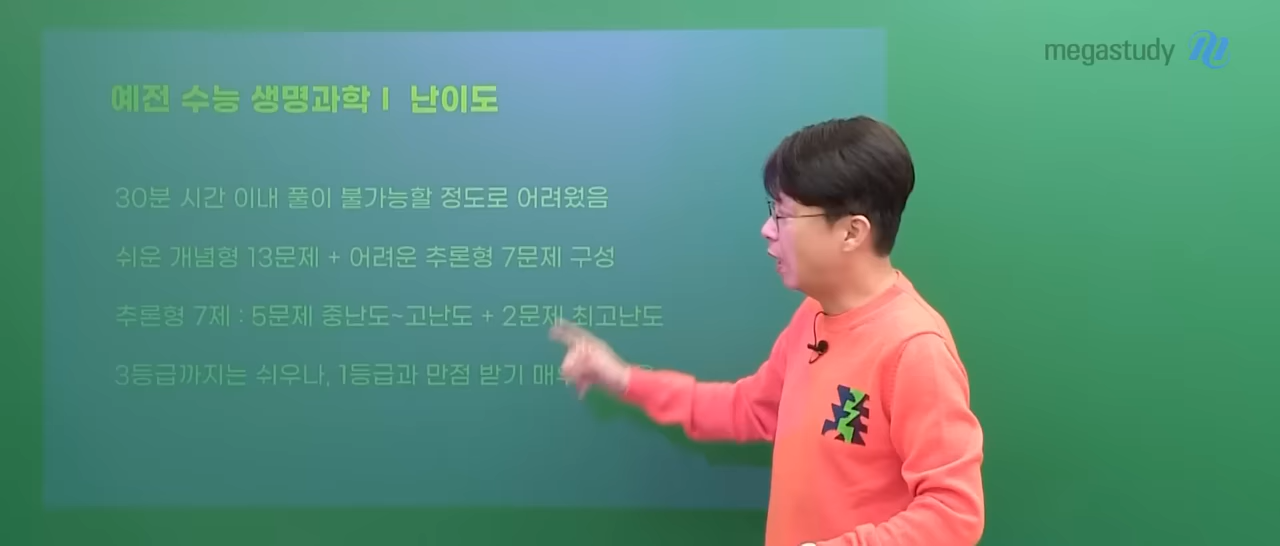 megastudy
예전 수능 생명과학 I 난이도
30분 시간 이내 풀이 불가능할 정도로 어려웠음
쉬운 개념형 13문제 + 어려운 추론형 7문제 구성
추론형 7제 : 5문제 중난도~고난도 + 2문제 최고난도
3등급까지는 쉬우나, 1등급과 만점 받기